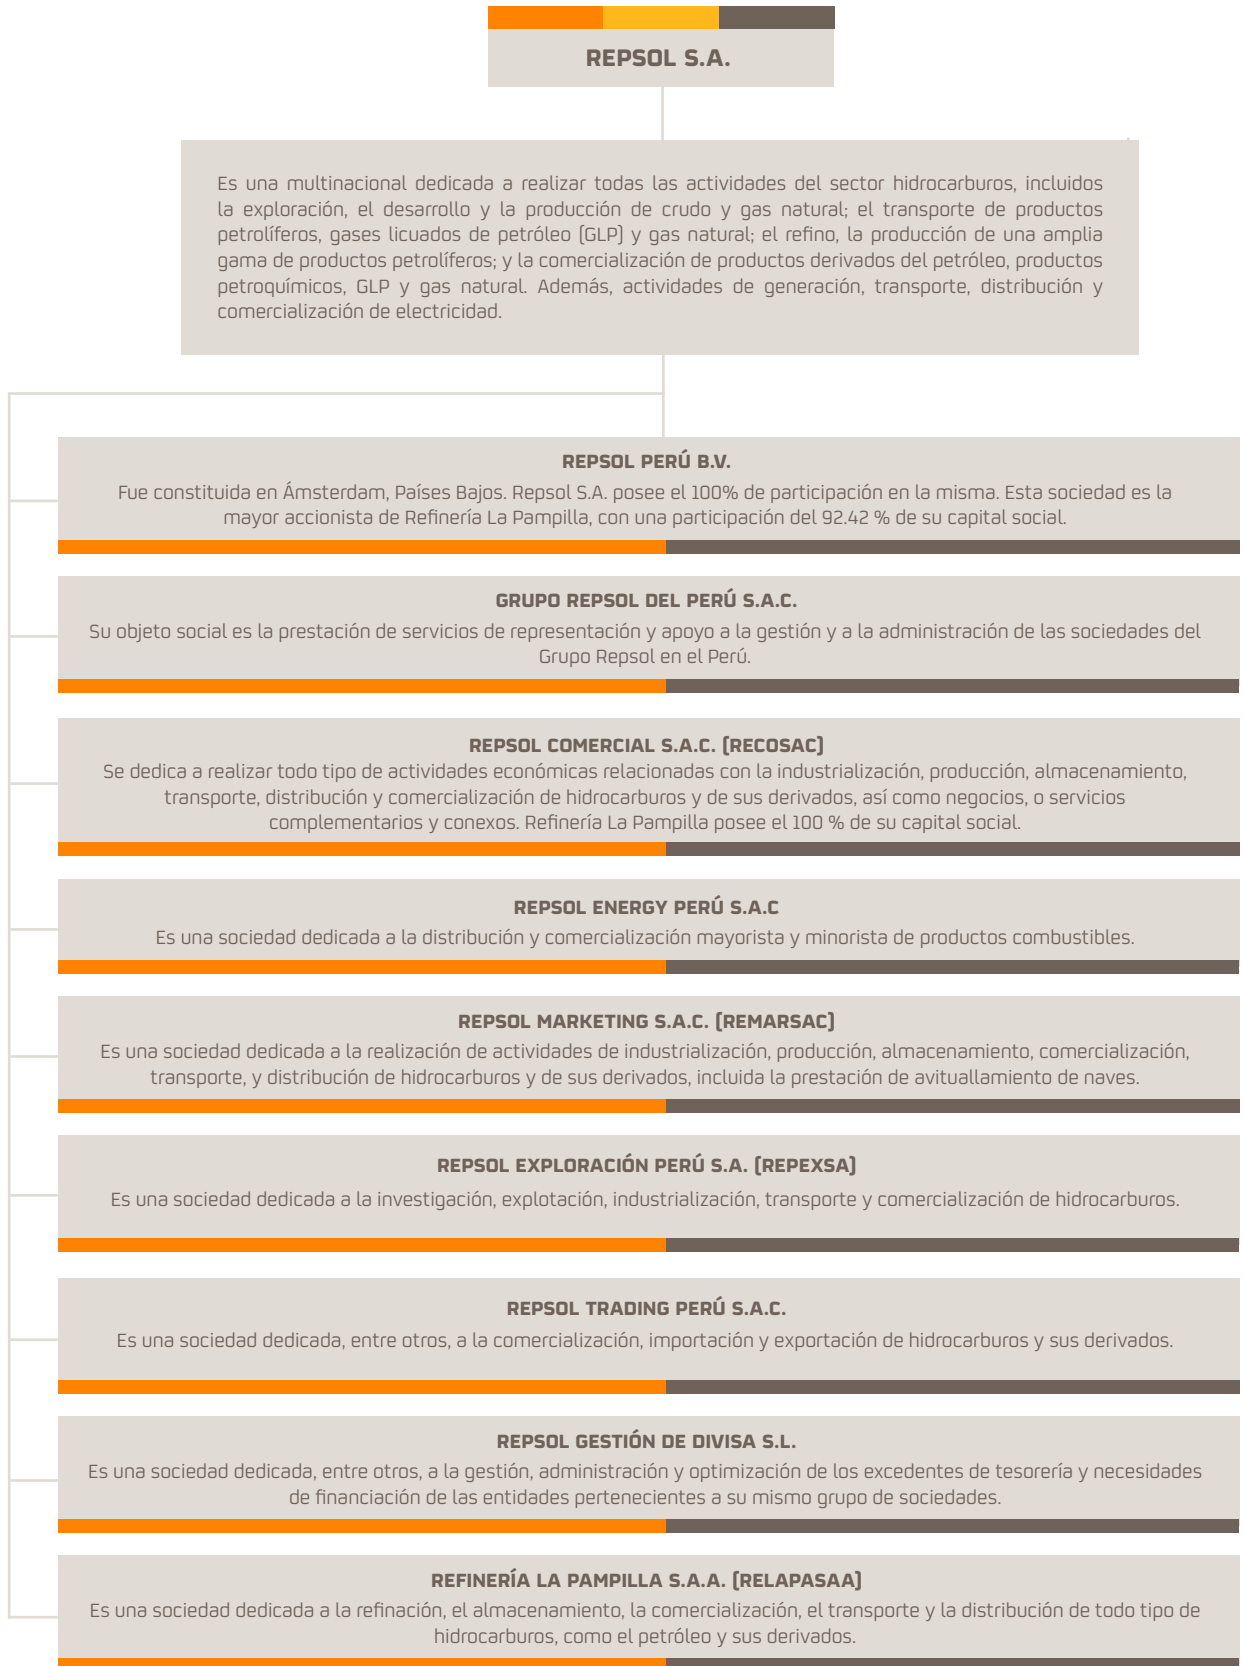 REPSOL S.A.
Es una multinacional dedicada a realizar todas las actividades del sector hidrocarburos, incluidos
la exploración, el desarrollo y la producción de crudo y gas natural; el transporte de productos
petrolíferos, gases licuados de petróleo (GLP) y gas natural; el refino, la producción de una amplia
gama de productos petrolíferos; y la comercialización de productos derivados del petróleo, productos
petroquímicos, GLP y gas natural. Además, actividades de generación, transporte, distribución y
comercialización de electricidad.
REPSOL PERÚ B.V.
Fue constituida en Ámsterdam, Países Bajos. Repsol S.A. posee el 100% de participación en la misma. Esta sociedad es la
mayor accionista de Refinería La Pampilla, con una participación del 92.42 % de su capital social.
GRUPO REPSOL DEL PERÚ S.A.C.
Su objeto social es la prestación de servicios de representación y apoyo a la gestión y a la administración de las sociedades del
Grupo Repsol en el Perú.
REPSOL COMERCIAL S.A.C. (RECOSAC)
Se dedica a realizar todo tipo de actividades económicas relacionadas con la industrialización, producción, almacenamiento,
transporte, distribución y comercialización de hidrocarburos y de sus derivados, así como negocios, o servicios
complementarios y conexos. Refinería La Pampilla posee el 100 % de su capital social.
REPSOL ENERGY PERÚ S.A.C
Es una sociedad dedicada a la distribución y comercialización mayorista y minorista de productos combustibles.
REPSOL MARKETING S.A.C. (REMARSAC)
Es una sociedad dedicada a la realización de actividades de industrialización, producción, almacenamiento, comercialización,
transporte, y distribución de hidrocarburos y de sus derivados, incluida la prestación de avituallamiento de naves.
REPSOL EXPLORACIÓN PERÚ S.A. (REPEXSA)
Es una sociedad dedicada a la investigación, explotación, industrialización, transporte y comercialización de hidrocarburos.
REPSOL TRADING PERÚ S.A.C.
Es una sociedad dedicada, entre otros, a la comercialización, importación y exportación de hidrocarburos y sus derivados.
REPSOL GESTIÓN DE DIVISA S.L.
Es una sociedad dedicada, entre otros, a la gestión, administración y optimización de los excedentes de tesorería y necesidades
de financiación de las entidades pertenecientes a su mismo grupo de sociedades.
REFINERÍA LA PAMPILLA S.A.A. (RELAPASAA)
Es una sociedad dedicada a la refinación, el almacenamiento, la comercialización, el transporte y la distribución de todo tipo de
hidrocarburos, como el petróleo y sus derivados.